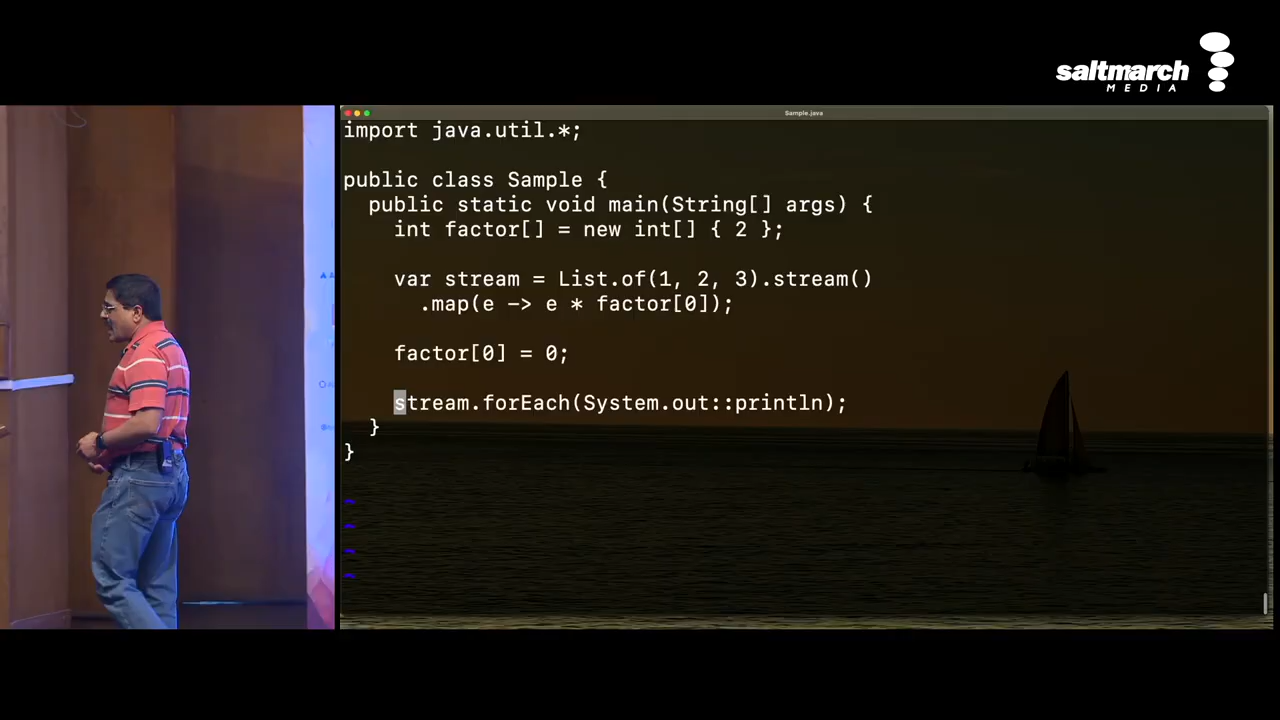 saltmarch
MEDIA
Sample.java
import java.util.*;
public class Sample {
public static void main(String[] args) {
int factor[] = new int[] { 2 };
var stream = List.of(1, 2, 3).stream()
.map(e -> e * factor[0]);
factor[0] = 0;
stream.forEach(System.out::println);
}
}
~
~
~
~